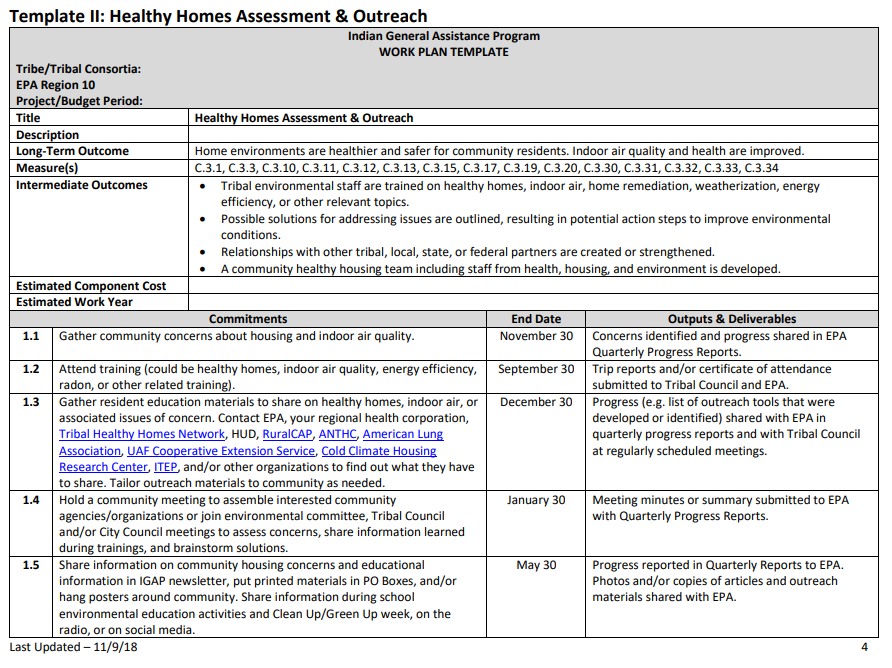 Template II: Healthy Homes Assessment & Outreach
Indian General Assistance Program
WORK PLAN TEMPLATE
Tribe/Tribal Consortia:
EPA Region 10
Project/Budget Period:
Title
Healthy Homes Assessment & Outreach
Description
Long-Term Outcome
Home environments are healthier and safer for community residents. Indoor air quality and health are improved.
Measure(s)
C.3.1, C.3.3, C.3.10, C.3.11, C.3.12, C.3.13, C.3.15, C.3.17, C.3.19, C.3.20, C.3.30, C.3.31, C.3.32, C.3.33, C.3.34
Intermediate Outcomes
• Tribal environmental staff are trained on healthy homes, indoor air, home remediation, weatherization, energy
efficiency, or other relevant topics.
• Possible solutions for addressing issues are outlined, resulting in potential action steps to improve environmental
conditions.
• Relationships with other tribal, local, state, or federal partners are created or strengthened.
• A community healthy housing team including staff from health, housing, and environment is developed.
Estimated Component Cost
Estimated Work Year
Commitments
End Date
Outputs & Deliverables
1.1
Gather community concerns about housing and indoor air quality.
November 30
Concerns identified and progress shared in EPA
Quarterly Progress Reports.
1.2
Attend training (could be healthy homes, indoor air quality, energy efficiency,
radon, or other related training).
September 30
Trip reports and/or certificate of attendance
submitted to Tribal Council and EPA.
1.3
Gather resident education materials to share on healthy homes, indoor air, or
associated issues of concern. Contact EPA, your regional health corporation,
Tribal Healthy Homes Network, HUD, RuralCAP, ANTHC, American Lung
Association, UAF Cooperative Extension Service, Cold Climate Housing
Research Center, ITEP, and/or other organizations to find out what they have
to share. Tailor outreach materials to community as needed.
December 30
Progress (e.g. list of outreach tools that were
developed or identified) shared with EPA in
quarterly progress reports and with Tribal Council
at regularly scheduled meetings.
1.4
Hold a community meeting to assemble interested community
agencies/organizations or join environmental committee, Tribal Council
and/or City Council meetings to assess concerns, share information learned
during trainings, and brainstorm solutions.
January 30
Meeting minutes or summary submitted to EPA
with Quarterly Progress Reports.
1.5
Share information on community housing concerns and educational
information in IGAP newsletter, put printed materials in PO Boxes, and/or
hang posters around community. Share information during school
environmental education activities and Clean Up/Green Up week, on the
radio, or on social media.
May 30
Progress reported in Quarterly Reports to EPA.
Photos and/or copies of articles and outreach
materials shared with EPA.
Last Updated – 11/9/18
4